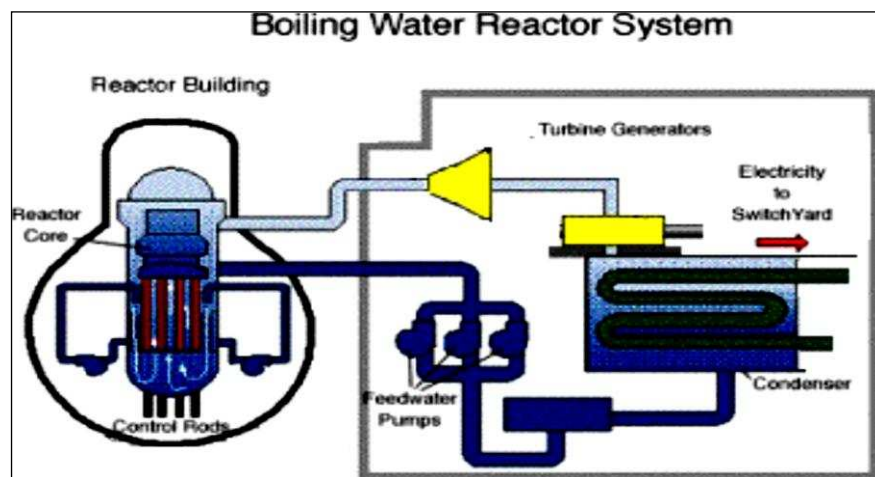 Boiling Water Reactor System
Reactor Building
Turbine Generators
Electricity
to
SwitchYard
Reactor
Core
Feedwater
Pumps
Condenser
Control Rods